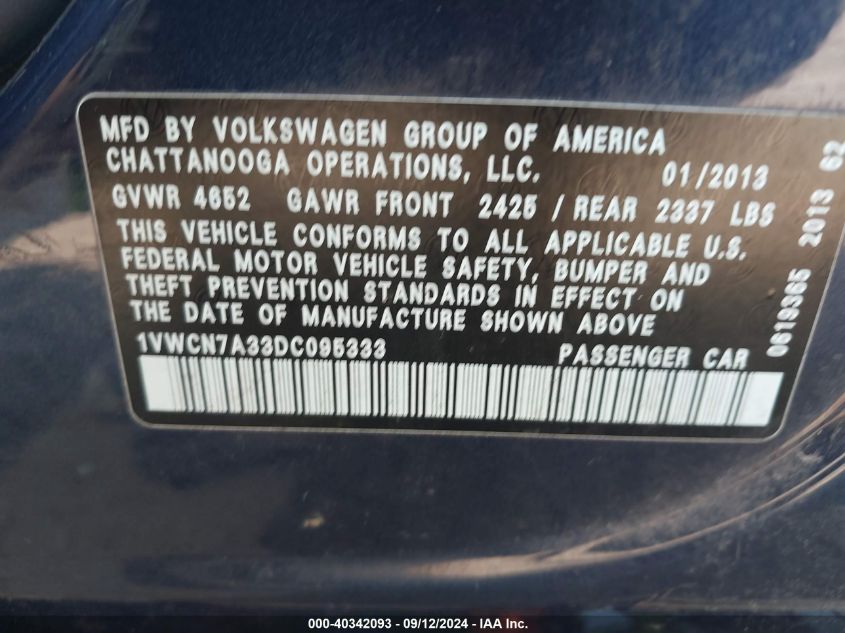 MFD BY VOLKSWAGEN GROUP OF AMERICA
CHATTANOOGA OPERATIONS, LLC. 01/2013
GVWR 4652 GAWR FRONT 2425 / REAR 2337 LBS
THIS VEHICLE CONFORMS TO ALL APPLICABLE U.S.
FEDERAL MOTOR VEHICLE SAFETY, BUMPER AND
THEFT PREVENTION STANDARDS IN EFFECT ON
THE DATE OF MANUFACTURE SHOWN ABOVE
1VWCN7A33DC095333 PASSENGER CAR
0619365 2013 62
000-40342093 - 09/12/2024 - IAA Inc.